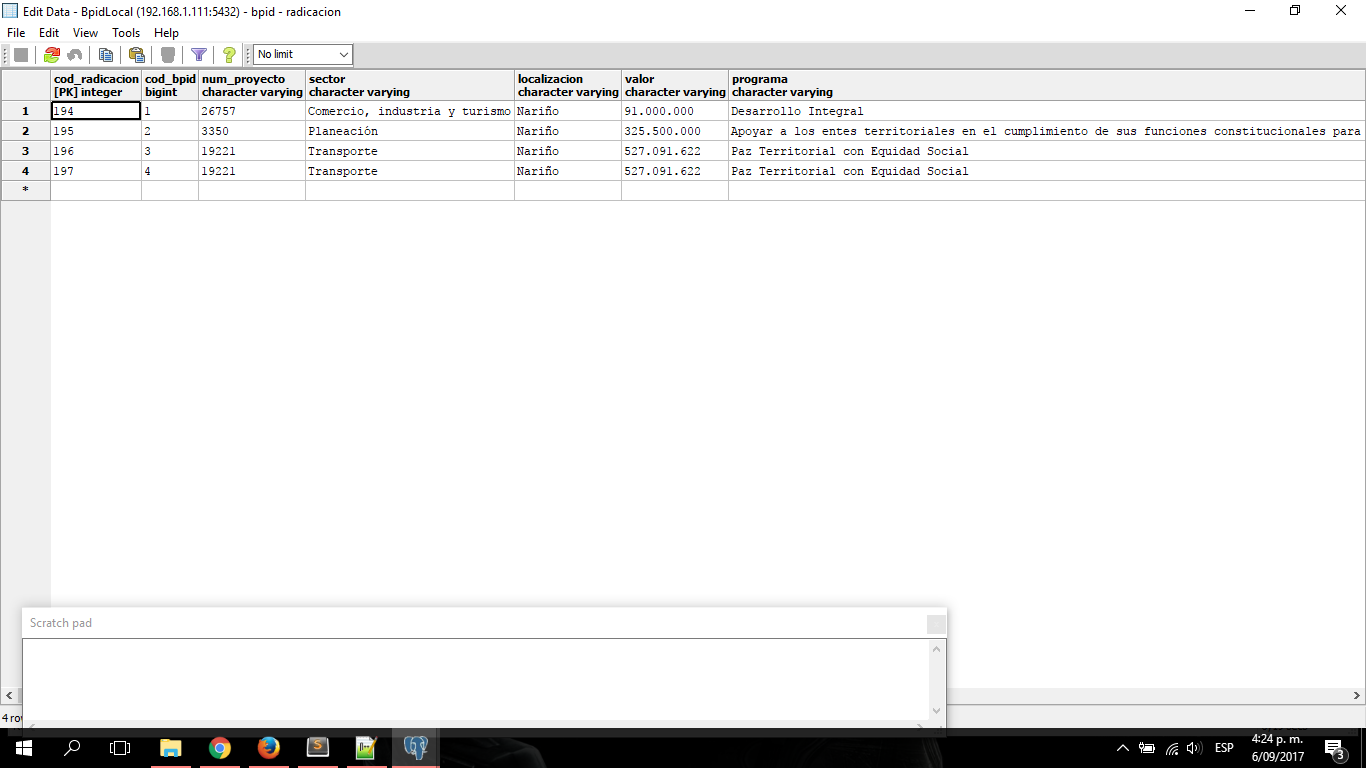 Edit Data - BpidLocal (192.168.1.111:5432) - bpid - radicacion
File Edit View Tools Help
No limit
cod_radicacion cod_bpid num_proyecto sector localizacion valor programa
[PK] integer bigint character varying character varying character varying character varying character varying
1 194 1 26757 Comercio, industria y turismo Nariño 91.000.000 Desarrollo Integral
2 195 2 3350 Planeación Nariño 325.500.000 Apoyar a los entes territoriales en el cumplimiento de sus funciones constitucionales para
3 196 3 19221 Transporte Nariño 527.091.622 Paz Territorial con Equidad Social
4 197 4 19221 Transporte Nariño 527.091.622 Paz Territorial con Equidad Social
*
Scratch pad
4 ro
ESP
4:24 p. m.
6/09/2017
3